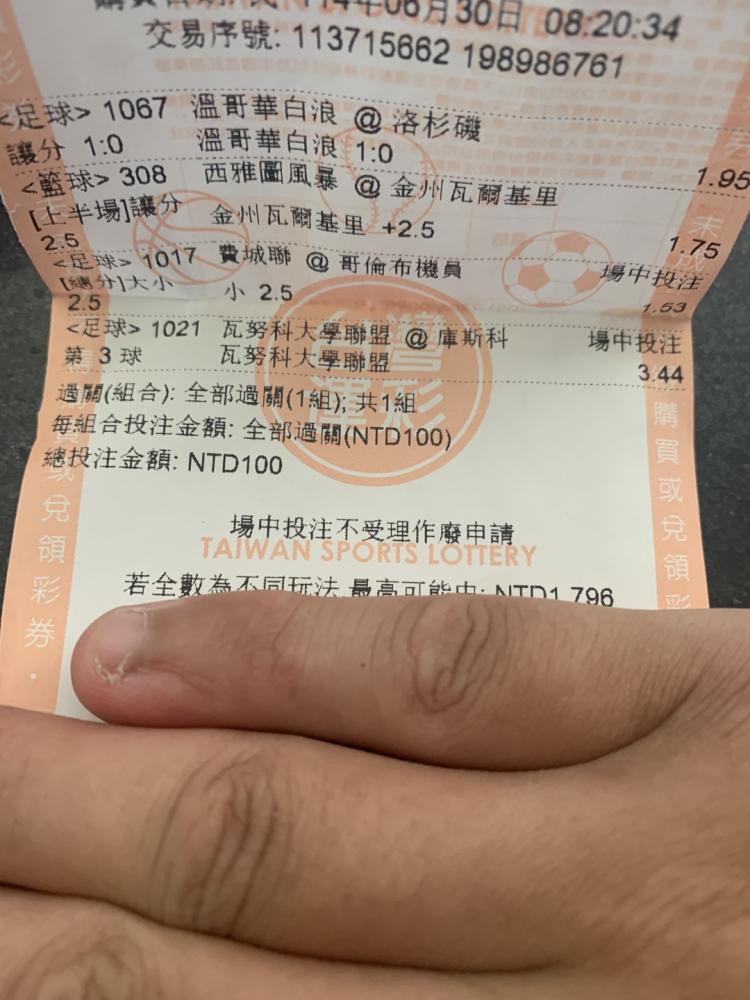 14年06月30日 08:20:34
交易序號: 113715662 198986761
<足球> 1067 溫哥華白浪 @ 洛杉磯
讓分 1:0 溫哥華白浪 1:0 1.95
<籃球> 308 西雅圖風暴 @ 金州瓦爾基里
[上半場]讓分 金州瓦爾基里 +2.5 1.75
2.5
<足球> 1017 費城聯 @ 哥倫布機員 場中投注
[總分]大小 小 2.5 1.53
2.5
<足球> 1021 瓦努科大學聯盟 @ 庫斯科 場中投注
第 3 球 瓦努科大學聯盟 3.44
過關(組合): 全部過關(1組); 共1組
每組合投注金額: 全部過關(NTD100)
總投注金額: NTD100
場中投注不受理作廢申請
TAIWAN SPORTS LOTTERY
若全數為不同玩法,最高可能中: NTD1,796
購買或兌領彩券.
購買或兌領彩
台灣運彩